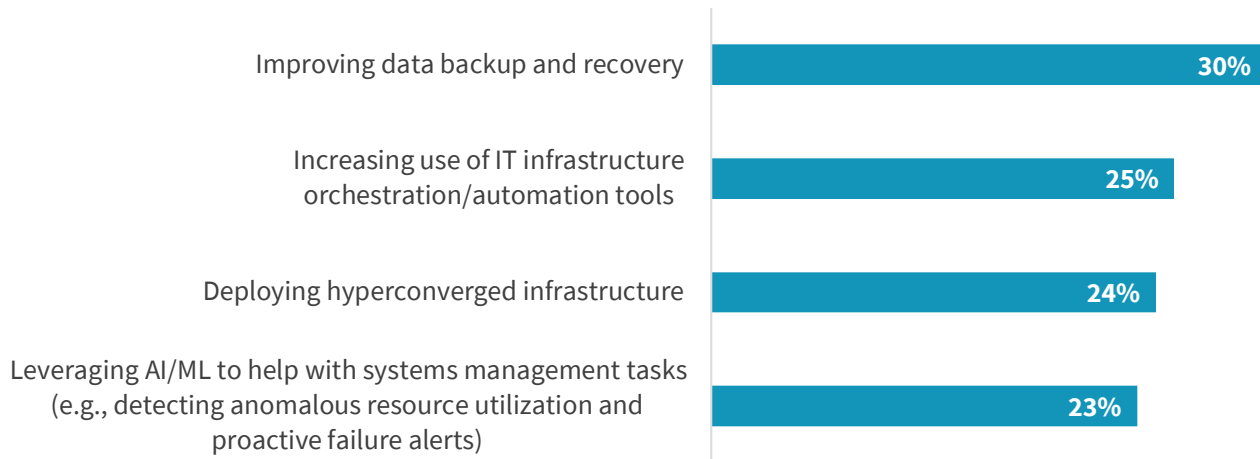 Improving data backup and recovery
30%
Increasing use of IT infrastructure
orchestration/automation tools
25%
Deploying hyperconverged infrastructure
24%
Leveraging AI/ML to help with systems management tasks
(e.g., detecting anomalous resource utilization and
proactive failure alerts)
23%